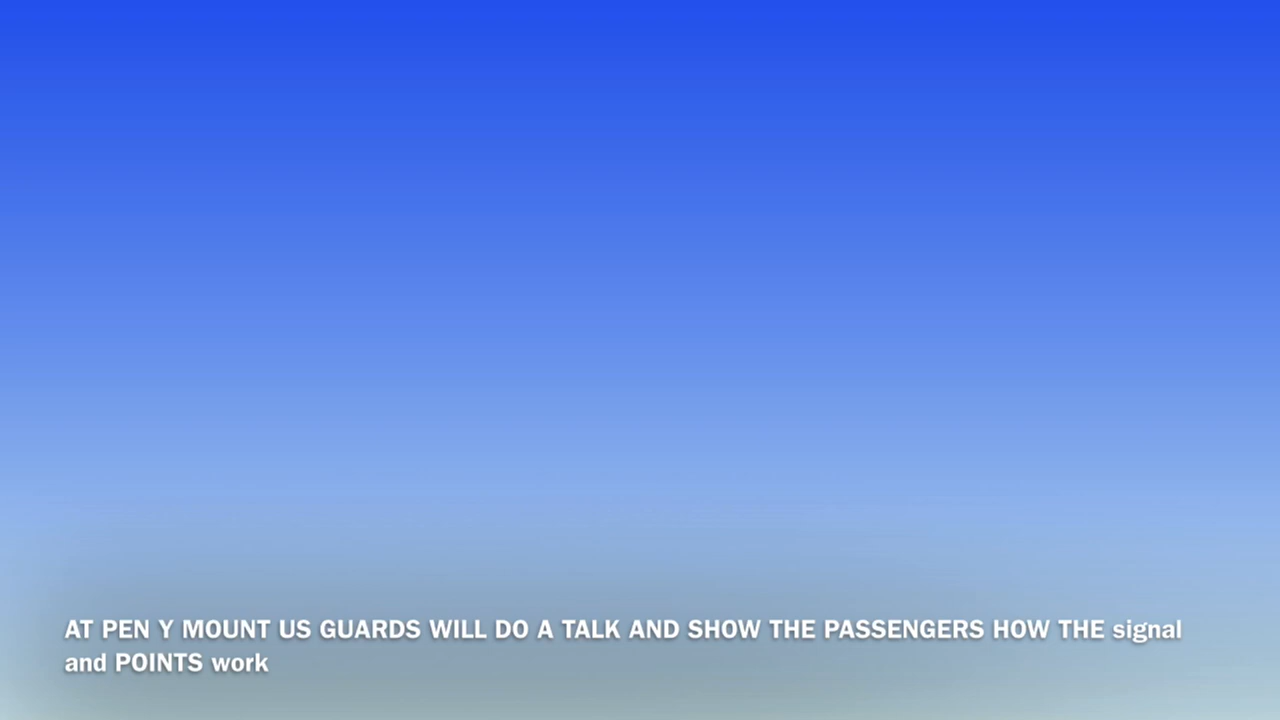 AT PEN Y MOUNT US GUARDS WILL DO A TALK AND SHOW THE PASSENGERS HOW THE signal
and POINTS work